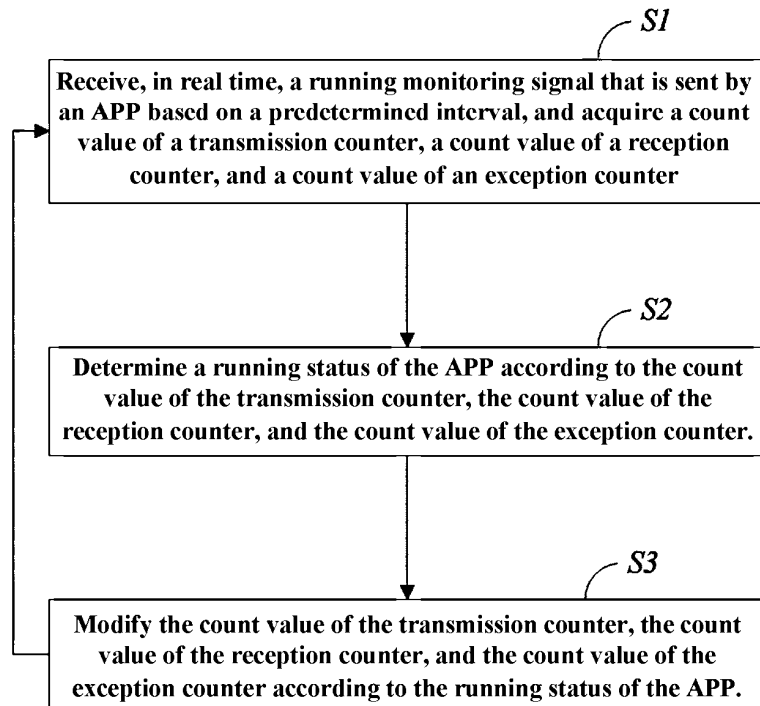 S1
Receive, in real time, a running monitoring signal that is sent by
an APP based on a predetermined interval, and acquire a count
value of a transmission counter, a count value of a reception
counter, and a count value of an exception counter
S2
Determine a running status of the APP according to the count
value of the transmission counter, the count value of the
reception counter, and the count value of the exception counter.
S3
Modify the count value of the transmission counter, the count
value of the reception counter, and the count value of the
exception counter according to the running status of the APP.